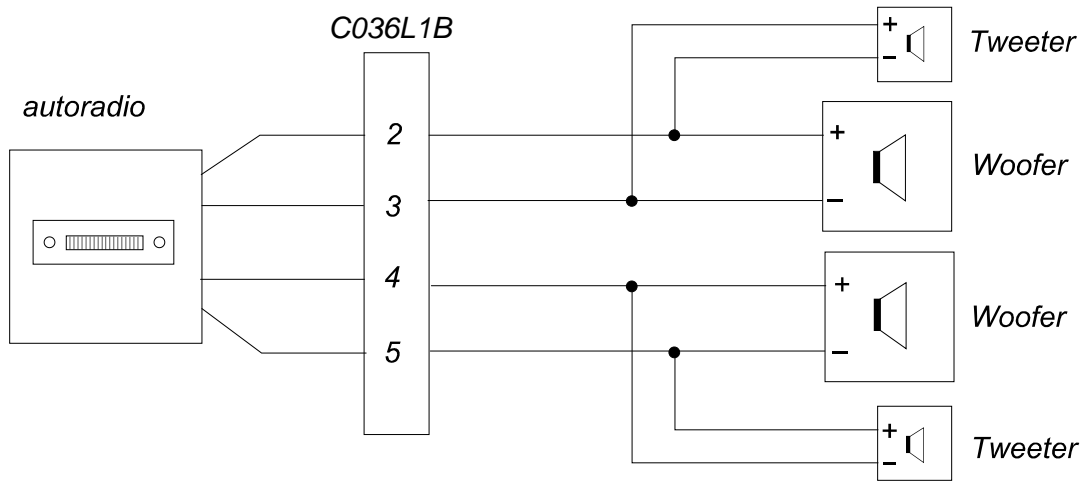 C036L1B
autoradio
2
3
4
5
+
−
Tweeter
+
−
Woofer
+
−
Woofer
+
−
Tweeter